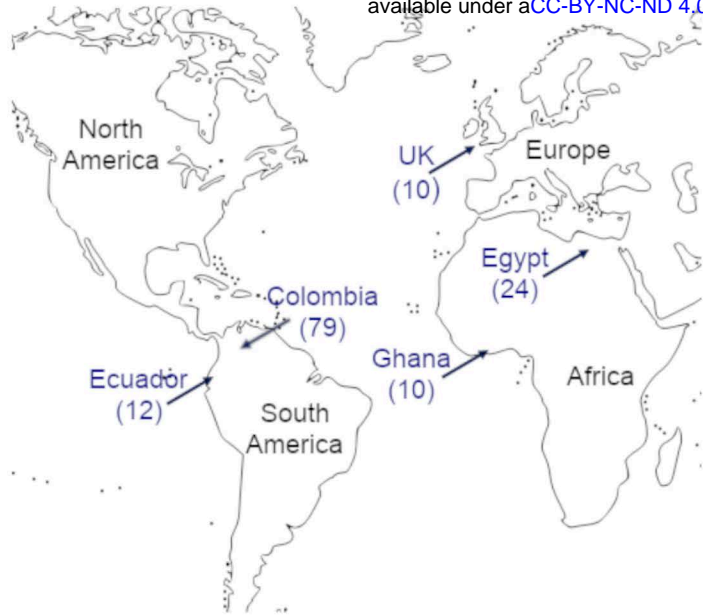 available under aCC-BY-NC-ND 4.0
North
America
UK
(10)
Europe
Egypt
(24)
Colombia
(79)
Ghana
(10)
Africa
Ecuador
(12)
South
America